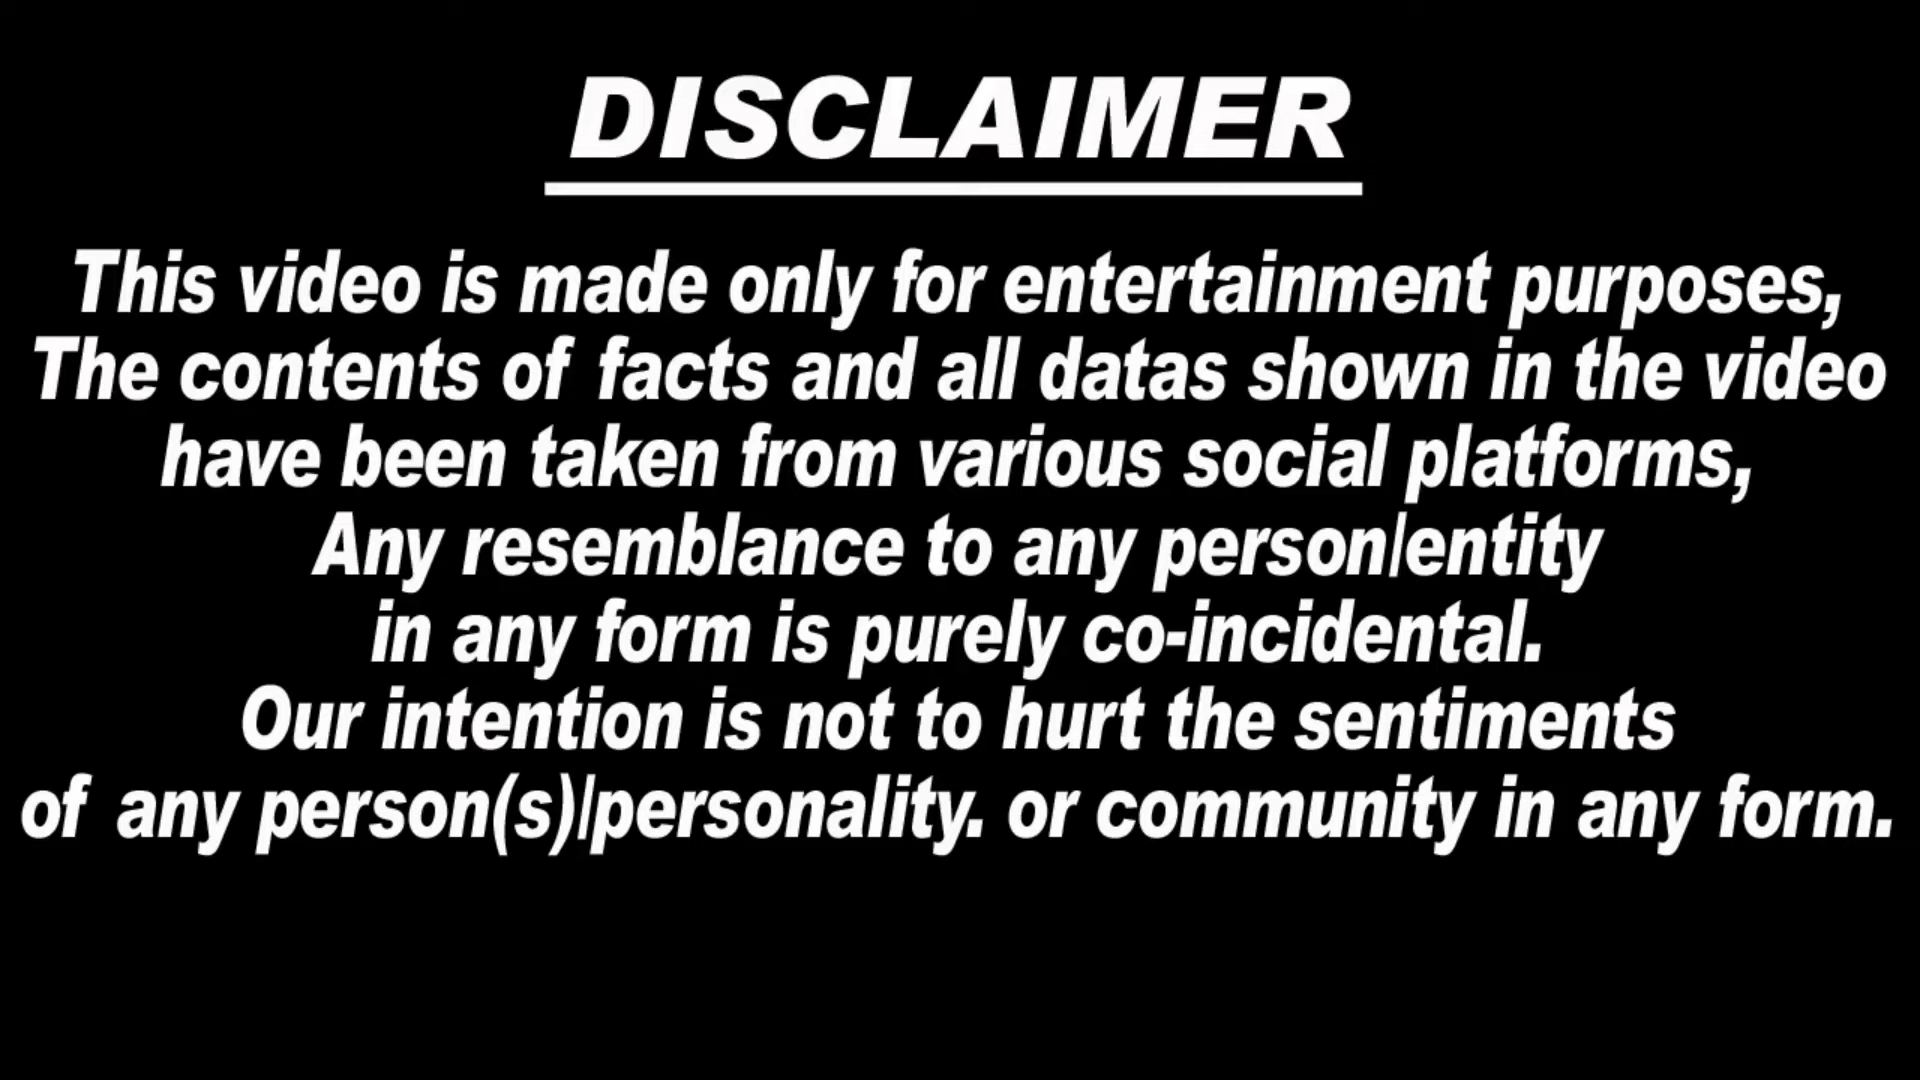 DISCLAIMER
This video is made only for entertainment purposes,
The contents of facts and all datas shown in the video
have been taken from various social platforms,
Any resemblance to any person/entity
in any form is purely co-incidental.
Our intention is not to hurt the sentiments
of any person(s)/personality. or community in any form.